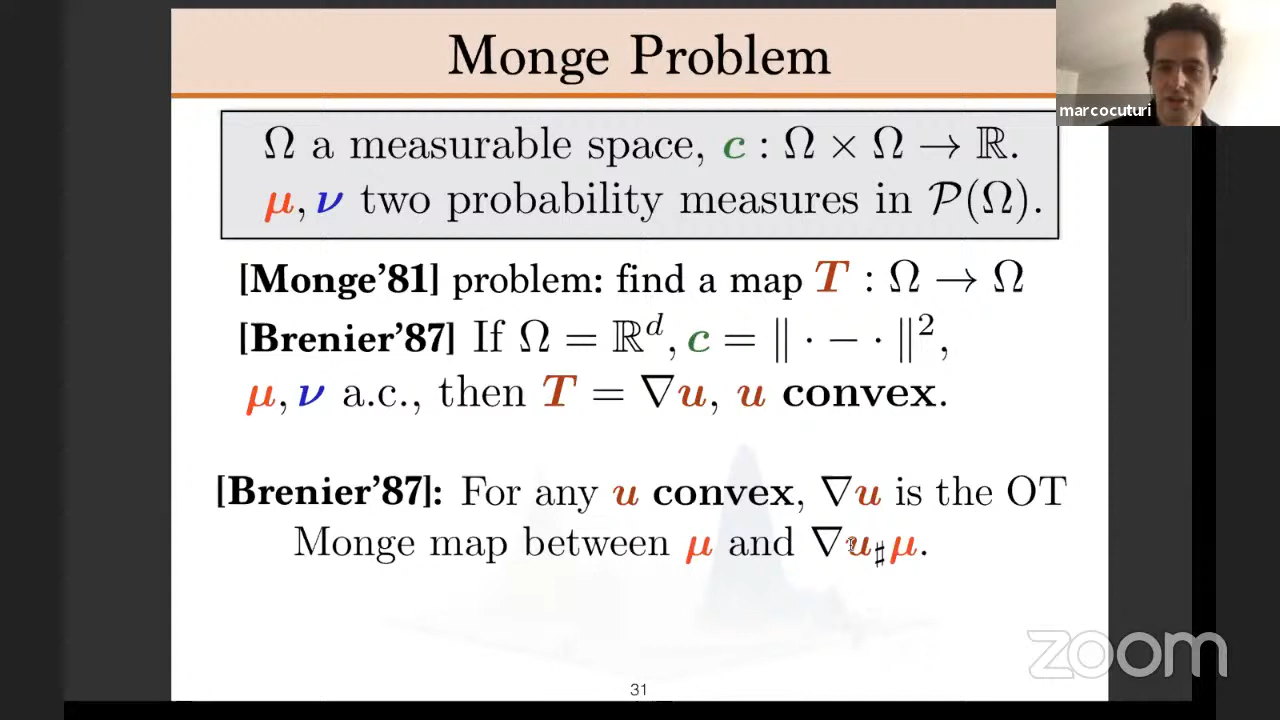 Monge Problem
marcocuturi
Ω a measurable space, c : Ω × Ω → ℝ.
μ, ν two probability measures in 𝒫(Ω).
[Monge'81] problem: find a map T : Ω → Ω
[Brenier'87] If Ω = ℝᵈ, c = ‖ · − · ‖²,
μ, ν a.c., then T = ∇u, u convex.
[Brenier'87]: For any u convex, ∇u is the OT
Monge map between μ and ∇u♯μ.
zoom
31